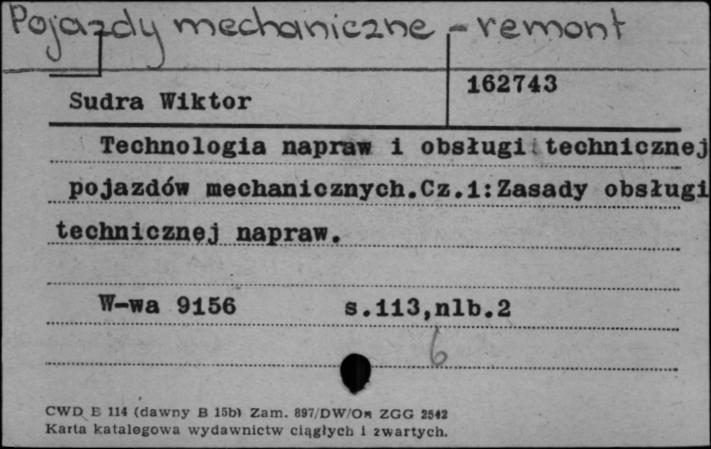 Pojazdy mechaniczne - remont
162743
Sudra Wiktor
Technologia napraw i obsługi technicznej
pojazdów mechanicznych.Cz.1:Zasady obsługi
technicznej napraw.
W-wa 9156 s.113,nlb.2
6
CWD E 114 (dawny B 15b) Zam. 897/DW/On ZGG 2542
Karta katalogowa wydawnictw ciągłych i zwartych.